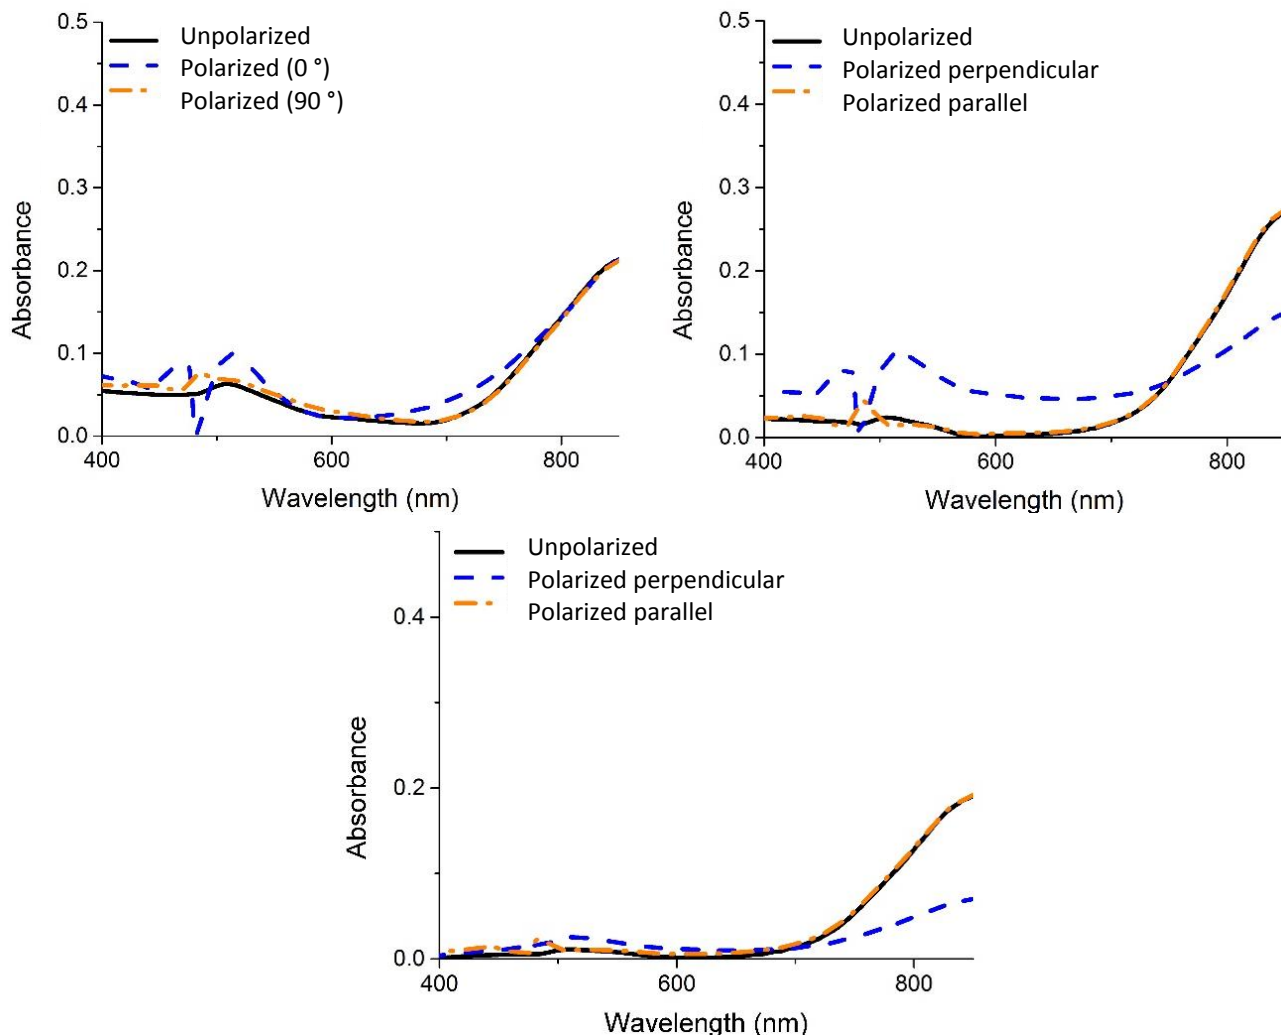 0.5
Unpolarized
Polarized (0 °)
0.4
Polarized (90 °)
0.3
0.2
0.1
0.0
400
600
800
Absorbance
Wavelength (nm)
0.5
Unpolarized
Polarized perpendicular
0.4
Polarized parallel
0.3
0.2
0.1
0.0
400
600
800
Absorbance
Wavelength (nm)
Unpolarized
Polarized perpendicular
Polarized parallel
0.4
0.2
0.0
400
600
800
Absorbance
Wavelength (nm)